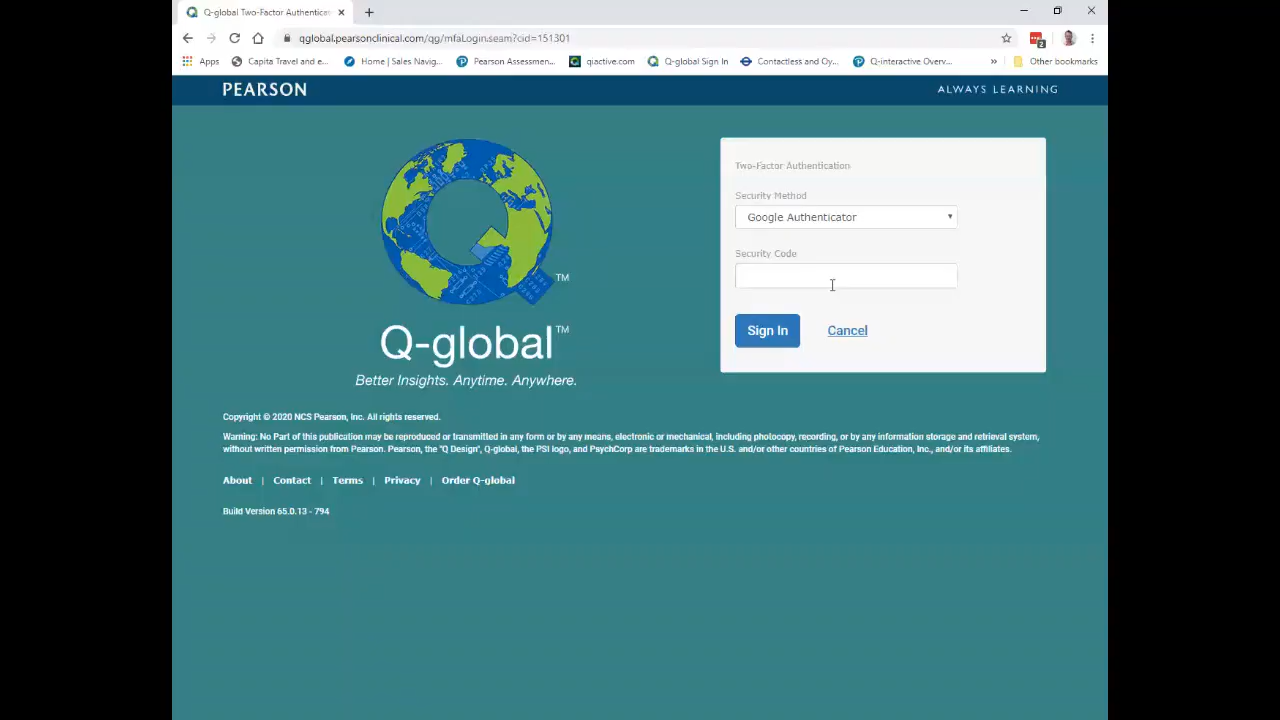 Q-global Two-Factor Authenticat
qglobal.pearsonclinical.com/qg/mfaLogin.seam?cid=151301
2
Apps
Capita Travel and e...
Home | Sales Navig...
Pearson Assessmen...
qiactive.com
Q-global Sign In
Contactless and Oy...
Q-interactive Overv...
»
Other bookmarks
PEARSON
ALWAYS LEARNING
Two-Factor Authentication
Security Method
Google Authenticator
Security Code
Sign In
Cancel
TM
Q-global™
Better Insights. Anytime. Anywhere.
Copyright © 2020 NCS Pearson, Inc. All rights reserved.
Warning: No Part of this publication may be reproduced or transmitted in any form or by any means, electronic or mechanical, including photocopy, recording, or by any information storage and retrieval system,
without written permission from Pearson. Pearson, the "Q Design", Q-global, the PSI logo, and PsychCorp are trademarks in the U.S. and/or other countries of Pearson Education, Inc., and/or its affiliates.
About | Contact | Terms | Privacy | Order Q-global
Build Version 65.0.13 - 794